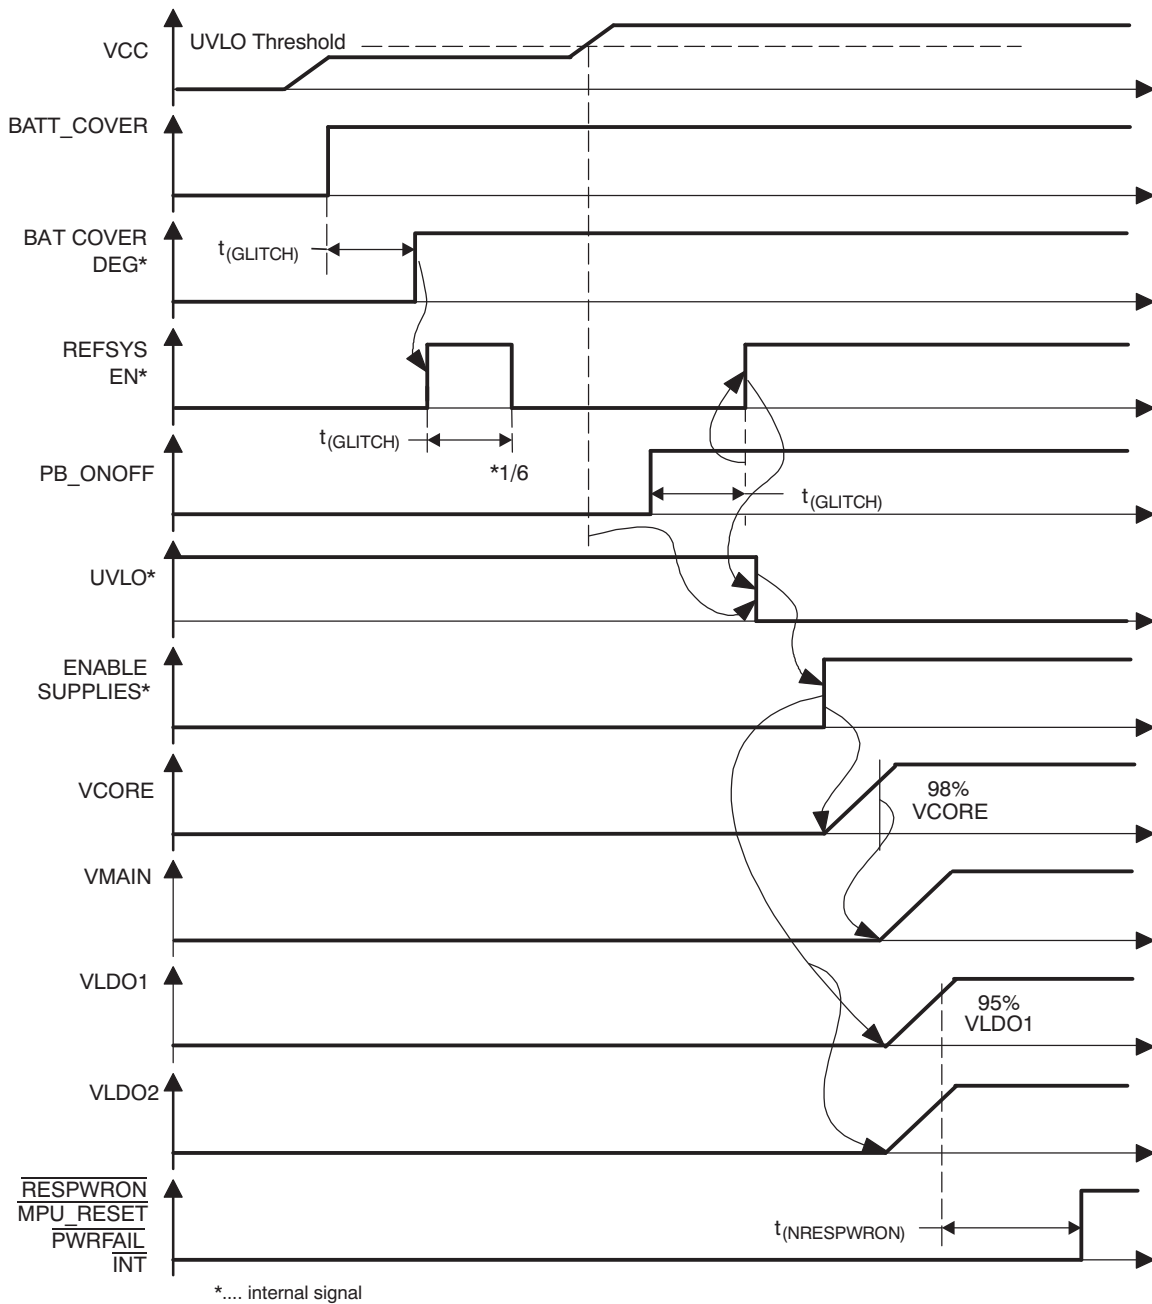 VCC
UVLO Threshold
BATT_COVER
BAT COVER
DEG*
t(GLITCH)
REFSYS
EN*
t(GLITCH)
*1/6
PB_ONOFF
t(GLITCH)
UVLO*
ENABLE
SUPPLIES*
VCORE
98%
VCORE
VMAIN
VLDO1
95%
VLDO1
VLDO2
RESPWRON
MPU_RESET
PWRFAIL
INT
t(NRESPWRON)
*.... internal signal